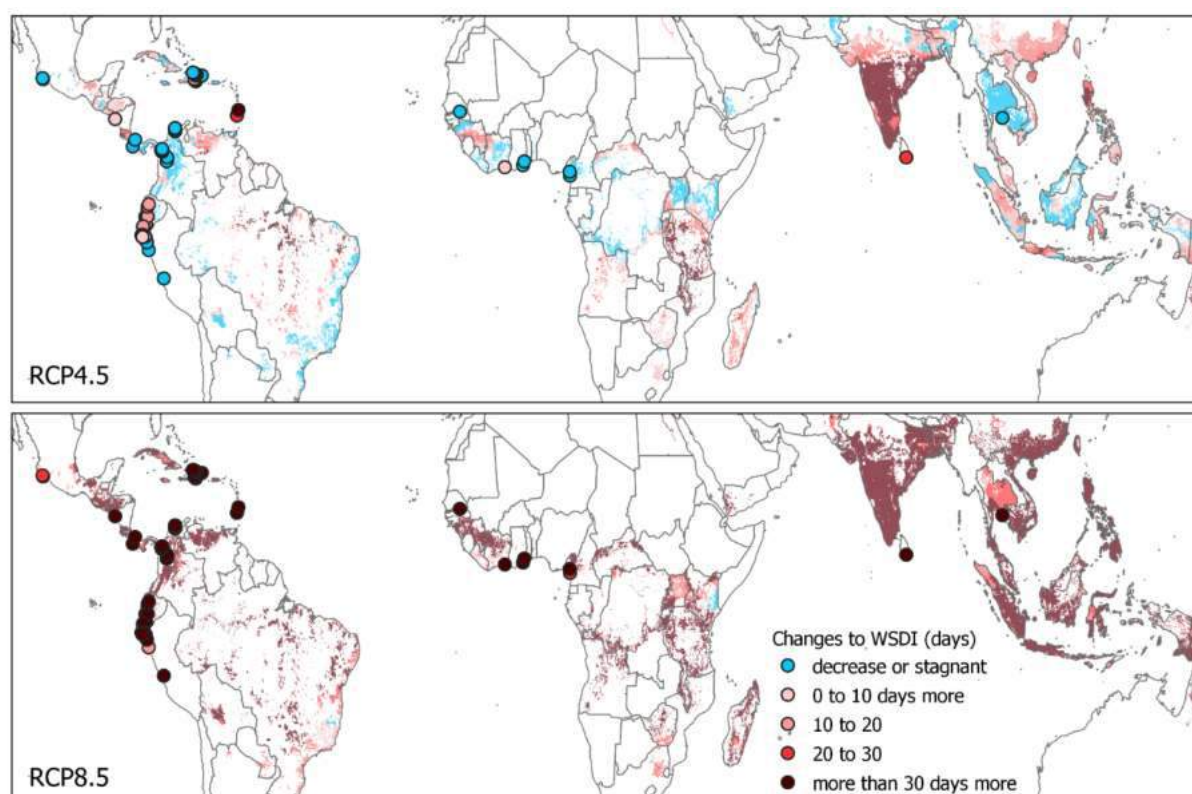 RCP4.5
RCP8.5
Changes to WSDI (days)
decrease or stagnant
0 to 10 days more
10 to 20
20 to 30
more than 30 days more